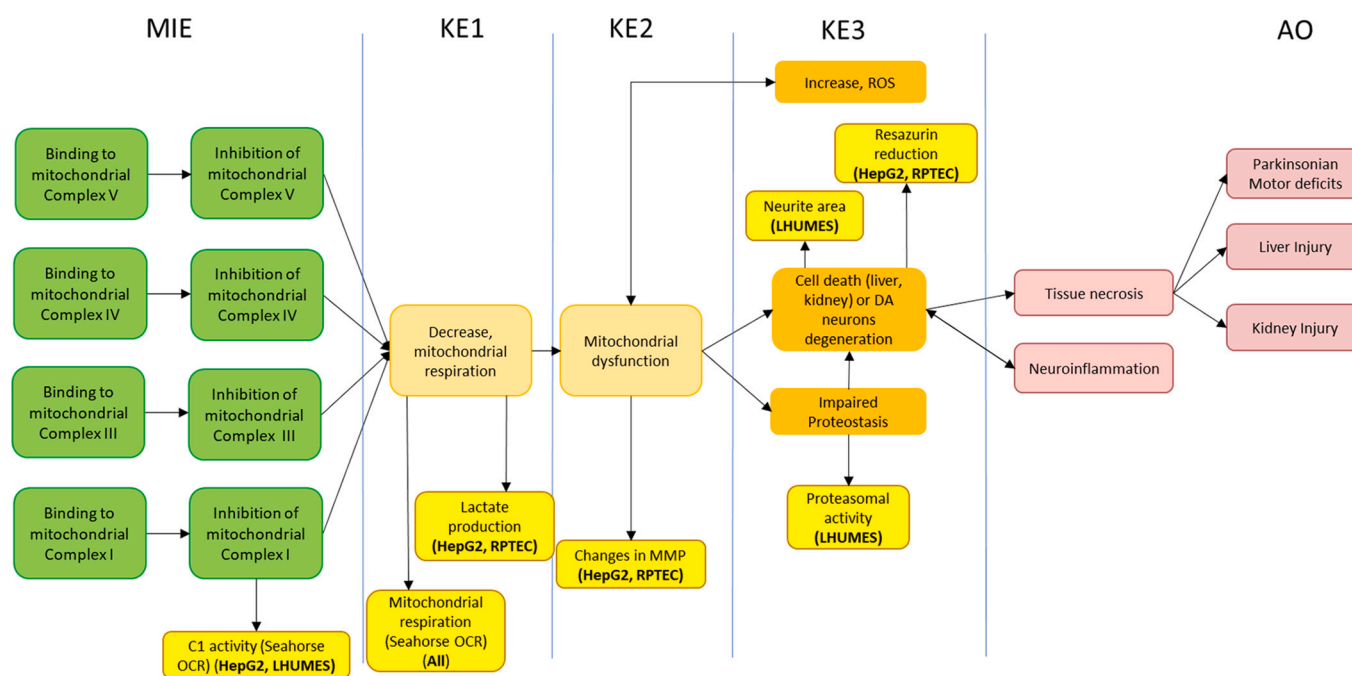 MIE
KE1
KE2
KE3
AO
Binding to
mitochondrial
Complex V
Inhibition of
mitochondrial
Complex V
Binding to
mitochondrial
Complex IV
Inhibition of
mitochondrial
Complex IV
Binding to
mitochondrial
Complex III
Inhibition of
mitochondrial
Complex III
Binding to
mitochondrial
Complex I
Inhibition of
mitochondrial
Complex I
C1 activity (Seahorse
OCR) (HepG2, LHUMES)
Decrease,
mitochondrial
respiration
Lactate
production
(HepG2, RPTEC)
Mitochondrial
respiration
(Seahorse OCR)
(All)
Mitochondrial
dysfunction
Changes in MMP
(HepG2, RPTEC)
Increase, ROS
Resazurin
reduction
(HepG2, RPTEC)
Neurite area
(LHUMES)
Cell death (liver,
kidney) or DA
neurons
degeneration
Impaired
Proteostasis
Proteasomal
activity
(LHUMES)
Tissue necrosis
Neuroinflammation
Parkinsonian
Motor deficits
Liver Injury
Kidney Injury